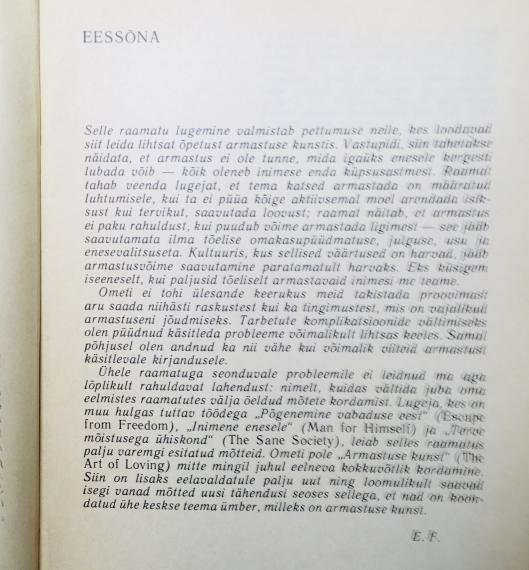 EESSÕNA
Selle raamatu lugemine valmistab pettumuse neile, kes loodavad
siit leida lihtsat õpetust armastuse kunstis. Vastupidi, siin tahetakse
näidata, et armastus ei ole tunne, mida igaüks enesele kergesti
lubada võib — kõik oleneb inimese enda küpsusastmest. Raamat
tahab veenda lugejat, et tema katsed armastada on määratud
luhtumisele, kui ta ei püüa kõige aktiivsemal moel arendada isik-
sust kui tervikut, saavutada loovust; raamat näitab, et armastus
ei paku rahuldust, kui puudub võime armastada ligimest — see jääb
saavutamata ilma tõelise omakasupüüdmatuse, julguse, usu ja
enesevalitsuseta. Kultuuris, kus sellised väärtused on harvad, jääb
armastusvõime saavutamine paratamatult harvaks. Eks küsigem
iseeneselt, kui paljusid tõeliselt armastavaid inimesi me teame.
Ometi ei tohi ülesande keerukus meid takistada proovimast
aru saada niihästi raskustest kui ka tingimustest, mis on vajalikud
armastuseni jõudmiseks. Tarbetute komplikatsioonide vältimiseks
olen püüdnud käsitleda probleeme võimalikult lihtsas keeles. Samal
põhjusel olen andnud ka nii vähe kui võimalik viiteid armastust
käsitlevale kirjandusele.
Ühele raamatuga seonduvale probleemile ei leidnud ma aga
lõplikult rahuldavat lahendust: nimelt, kuidas vältida juba oma
eelmistes raamatutes välja öeldud mõtete kordamist. Lugeja, kes on
muu hulgas tuttav töödega „Põgenemine vabaduse eest“ (Escape
from Freedom), „Inimene enesele“ (Man for Himself) ja „Terve
mõistusega ühiskond“ (The Sane Society), leiab selles raamatus
palju varemgi esitatud mõtteid. Ometi pole „Armastuse kunst“ (The
Art of Loving) mitte mingil juhul eelneva kokkuvõtlik kordamine.
Siin on lisaks eelavaldatule palju uut ning loomulikult saavad
isegi vanad mõtted uusi tähendusi seoses sellega, et nad on koon-
datud ühe keskse teema ümber, milleks on armastuse kunst.
E. F.